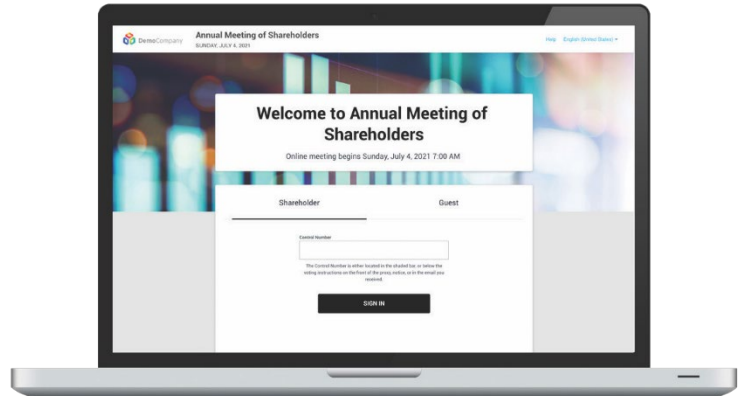 DemoCompany
Annual Meeting of Shareholders
SUNDAY, JULY 4, 2021
Help
English (United States)
Welcome to Annual Meeting of
Shareholders
Online meeting begins Sunday, July 4, 2021 7:00 AM
Shareholder
Guest
Control Number
The Control Number is either located in the shaded bar, or below the
voting instructions on the front of the proxy, notice, or in the email you
received.
SIGN IN